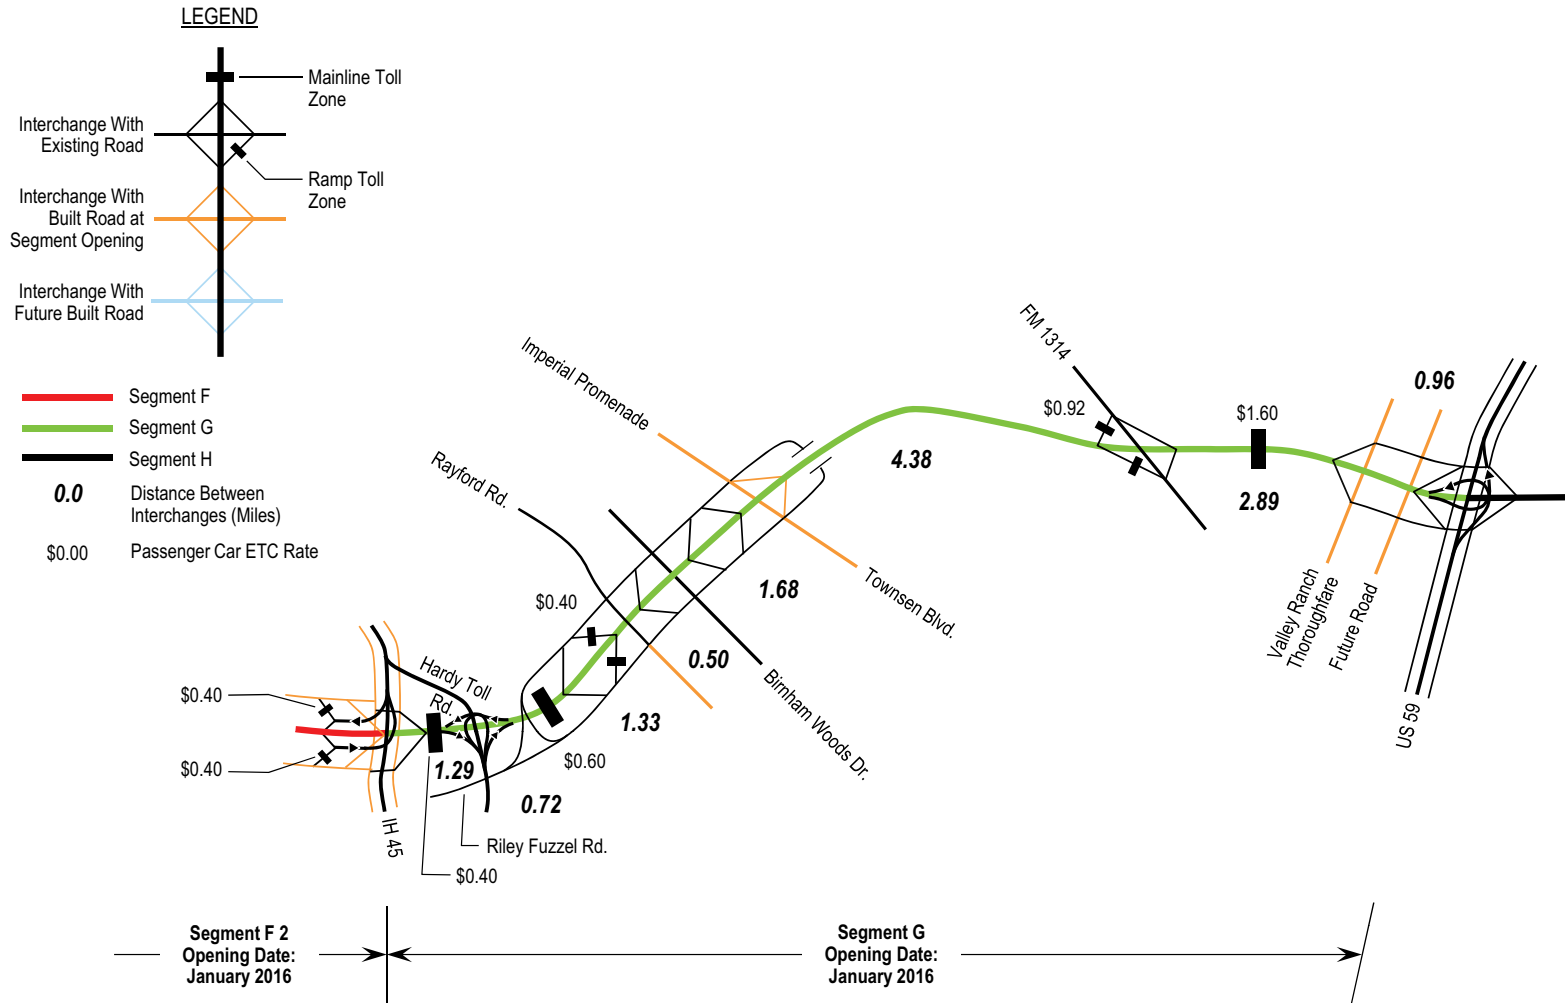 LEGEND
Mainline Toll
Zone
Interchange With
Existing Road
Ramp Toll
Zone
Interchange With
Built Road at
Segment Opening
Interchange With
Future Built Road
Segment F
Segment G
Segment H
0.0
Distance Between
Interchanges (Miles)
$0.00
Passenger Car ETC Rate
Imperial Promenade
Rayford Rd.
FM 1314
$0.92
$1.60
0.96
4.38
2.89
1.68
Townsen Blvd.
Valley Ranch
Thoroughfare
Future Road
US 59
$0.40
0.50
Birnham Woods Dr.
1.33
Hardy Toll
Rd.
$0.40
$0.40
$0.60
1.29
0.72
IH 45
Riley Fuzzel Rd.
$0.40
Segment F 2
Opening Date:
January 2016
Segment G
Opening Date:
January 2016